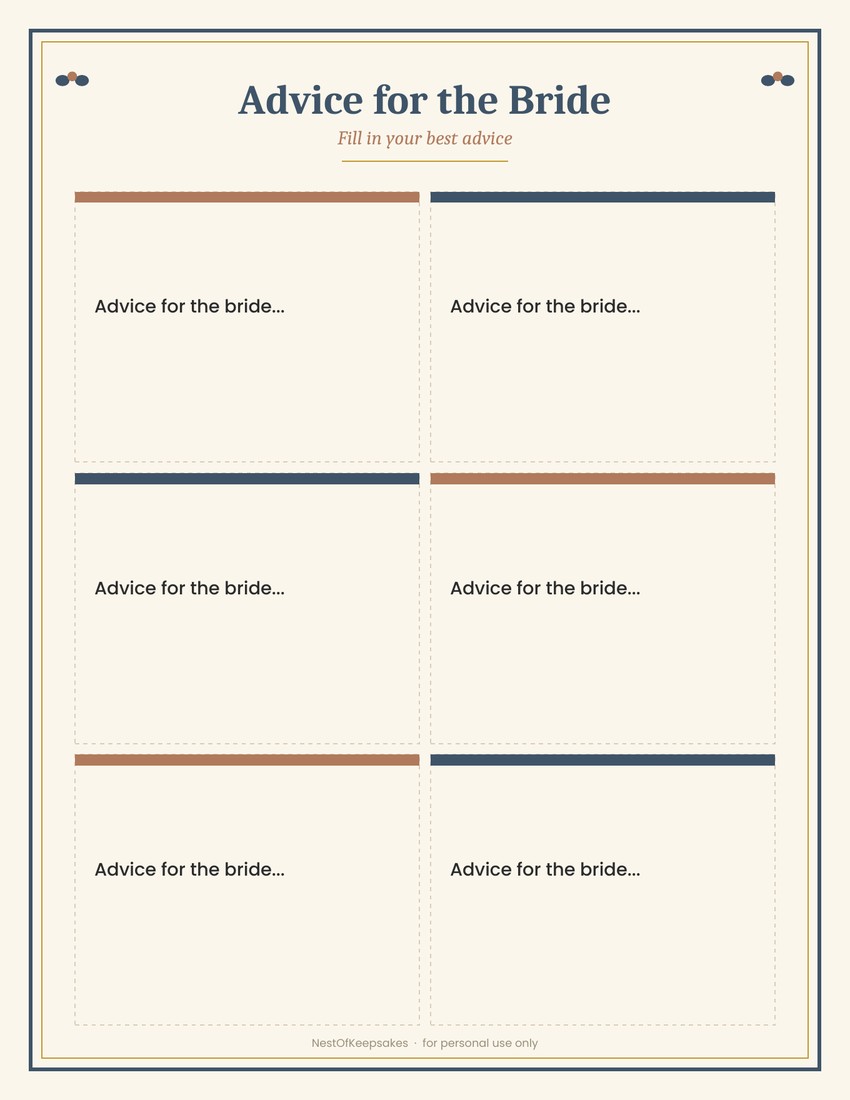 Advice for the Bride
Fill in your best advice
Advice for the bride...
Advice for the bride...
Advice for the bride...
Advice for the bride...
Advice for the bride...
Advice for the bride...
NestOfKeepsakes · for personal use only